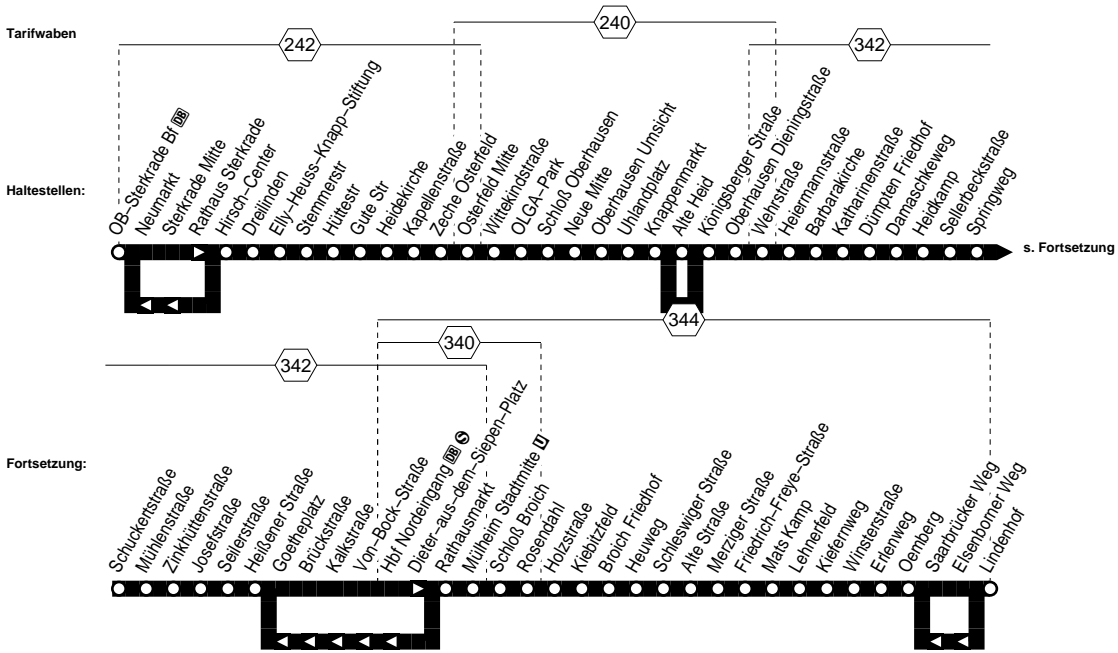 Tarifwaben
242
240
342
Haltestellen:
OB-Sterkrade Bf DB
Neumarkt
Sterkrade Mitte
Rathaus Sterkrade
Hirsch-Center
Dreilinden
Elly-Heuss-Knapp-Stiftung
Stemmerstr
Hüttestr
Gute Str
Heidekirche
Kapellenstraße
Zeche Osterfeld
Osterfeld Mitte
Wittekindstraße
OLGA-Park
Schloß Oberhausen
Neue Mitte
Oberhausen Umsicht
Uhlandplatz
Knappenmarkt
Alte Heid
Königsberger Straße
Oberhausen Dieningstraße
Wehrstraße
Heiermannstraße
Barbarakirche
Katharinenstraße
Dümpten Friedhof
Damaschkeweg
Heidkamp
Sellerbeckstraße
Springweg
s. Fortsetzung
344
340
342
Fortsetzung:
Schuckertstraße
Mühlenstraße
Zinkhüttenstraße
Josefstraße
Seilerstraße
Heißener Straße
Goetheplatz
Brückstraße
Kalkstraße
Von-Bock-Straße
Hbf Nordeingang DB S
Dieter-aus-dem-Siepen-Platz
Rathausmarkt
Mülheim Stadtmitte U
Schloß Broich
Rosendahl
Holzstraße
Kiebitzfeld
Broich Friedhof
Heuweg
Schleswiger Straße
Alte Straße
Merziger Straße
Friedrich-Freye-Straße
Mats Kamp
Lehnerfeld
Kiefernweg
Winsterstraße
Erlenweg
Oemberg
Saarbrücker Weg
Elsenborner Weg
Lindenhof